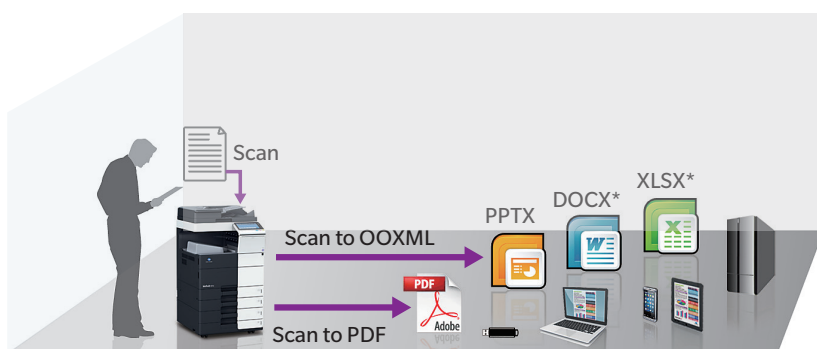 Scan
XLSX*
DOCX*
PPTX
Scan to OOXML
PDF
Adobe
Scan to PDF